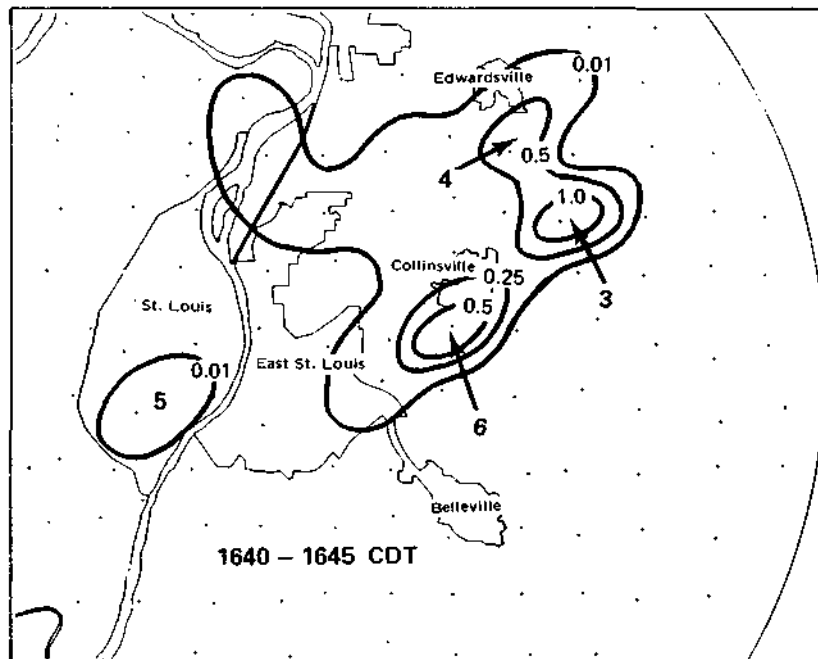 Edwardsville
0.01
0.5
4
1.0
3
Collinsville
0.25
0.5
St. Louis
East St. Louis
0.01
5
6
Belleville
1640 – 1645 CDT